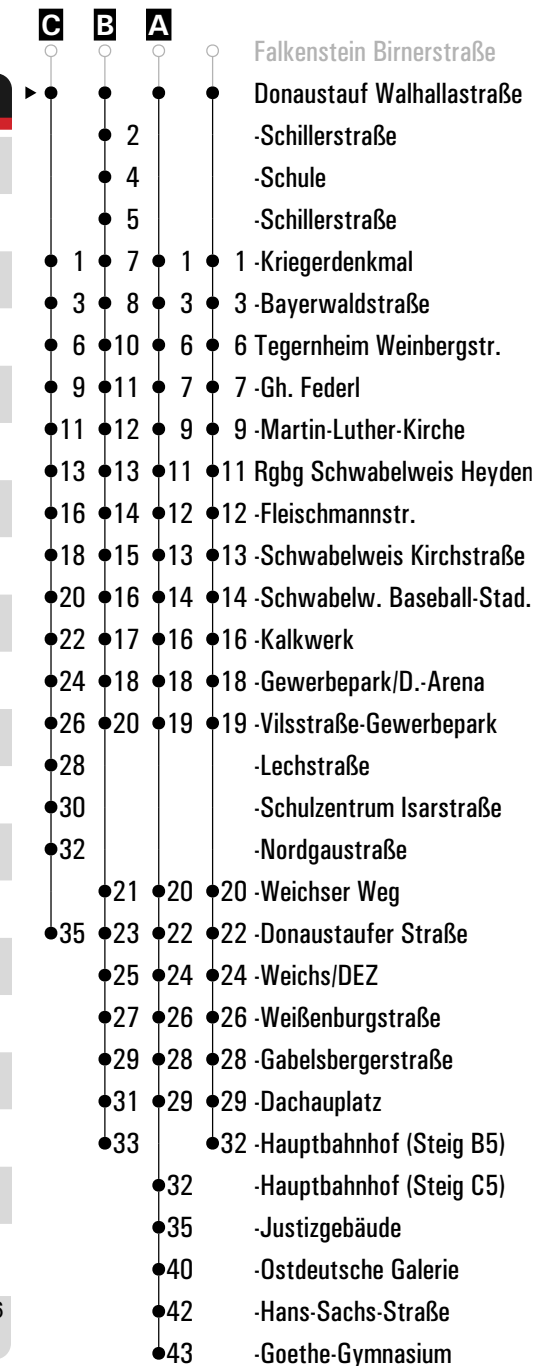 C B A
Falkenstein Birnerstraße
Donaustauf Walhallastraße
2 -Schillerstraße
4 -Schule
5 -Schillerstraße
1 7 1 1 -Kriegerdenkmal
3 8 3 3 -Bayerwaldstraße
6 10 6 6 Tegernheim Weinbergstr.
9 11 7 7 -Gh. Federl
11 12 9 9 -Martin-Luther-Kirche
13 13 11 11 Rgbg Schwabelweis Heyden
16 14 12 12 -Fleischmannstr.
18 15 13 13 -Schwabelweis Kirchstraße
20 16 14 14 -Schwabelw. Baseball-Stad.
22 17 16 16 -Kalkwerk
24 18 18 18 -Gewerbepark/D.-Arena
26 20 19 19 -Vilsstraße-Gewerbepark
28 -Lechstraße
30 -Schulzentrum Isarstraße
32 -Nordgaustraße
21 20 20 -Weichser Weg
35 23 22 22 -Donaustaufer Straße
25 24 24 -Weichs/DEZ
27 26 26 -Weißenburgstraße
29 28 28 -Gabelsbergerstraße
31 29 29 -Dachauplatz
33 32 -Hauptbahnhof (Steig B5)
32 -Hauptbahnhof (Steig C5)
35 -Justizgebäude
40 -Ostdeutsche Galerie
42 -Hans-Sachs-Straße
43 -Goethe-Gymnasium